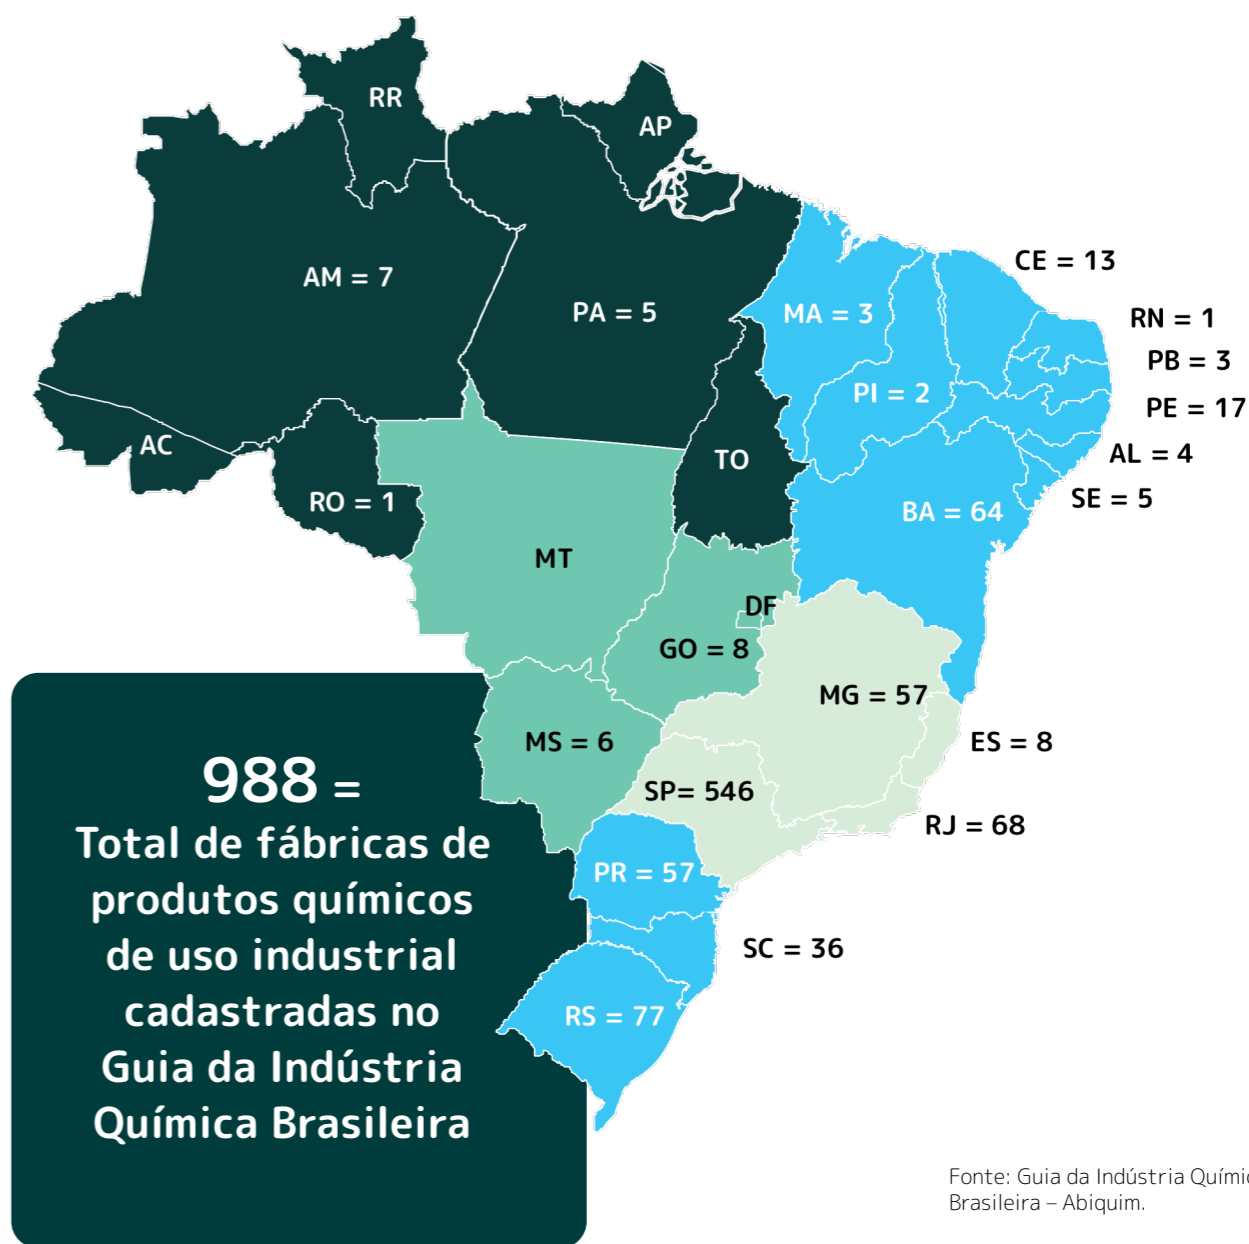 RR
AP
AM = 7
PA = 5
MA = 3
CE = 13
RN = 1
PB = 3
PI = 2
PE = 17
AC
TO
AL = 4
RO = 1
SE = 5
BA = 64
MT
DF
GO = 8
MG = 57
MS = 6
ES = 8
SP= 546
RJ = 68
PR = 57
SC = 36
RS = 77
988 =
Total de fábricas de
produtos químicos
de uso industrial
cadastradas no
Guia da Indústria
Química Brasileira
Fonte: Guia da Indústria Quími
Brasileira – Abiquim.